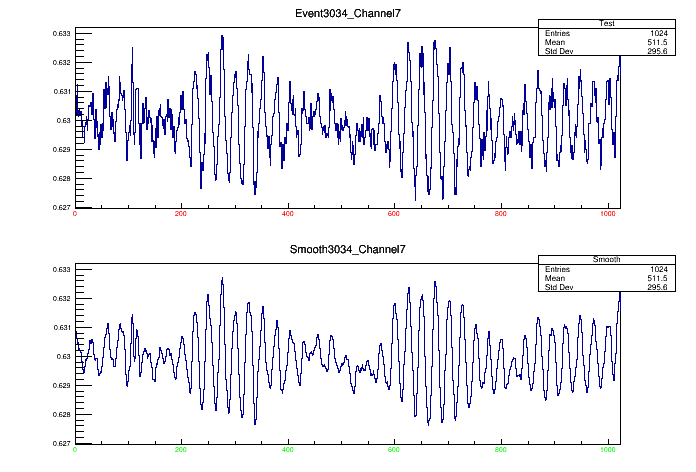 Event3034_Channel7
Test
Entries 1024
Mean 511.5
Std Dev 295.6
0.633
0.632
0.631
0.63
0.629
0.628
0.627
0 200 400 600 800 1000
Smooth3034_Channel7
Smooth
Entries 1024
Mean 511.5
Std Dev 295.6
0.633
0.632
0.631
0.63
0.629
0.628
0.627
0 200 400 600 800 1000